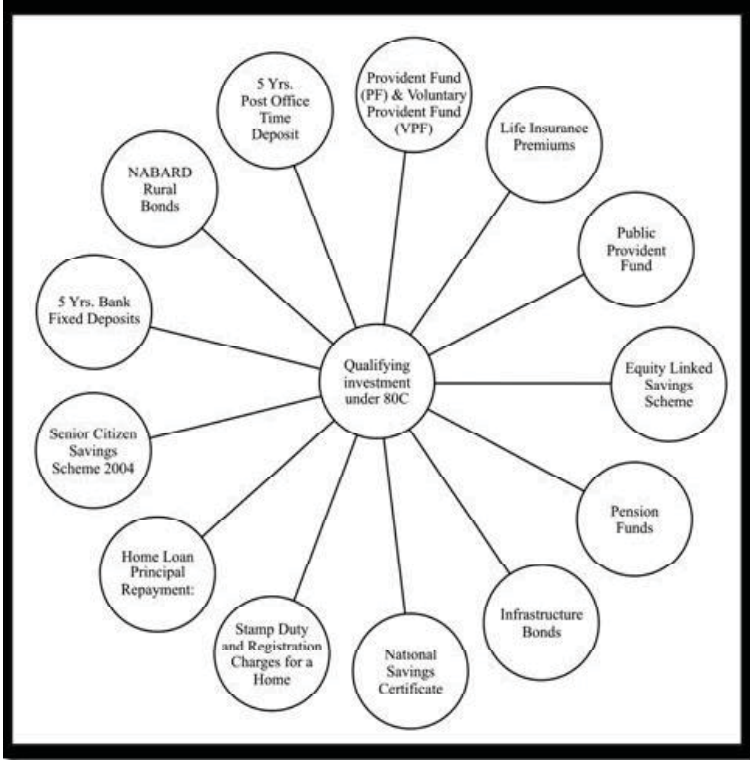 Qualifying
investment
under 80C
Provident Fund
(PF) & Voluntary
Provident Fund
(VPF)
Life Insurance
Premiums
Public
Provident
Fund
Equity Linked
Savings
Scheme
Pension
Funds
Infrastructure
Bonds
National
Savings
Certificate
Stamp Duty
and Registration
Charges for a
Home
Home Loan
Principal
Repayment:
Senior Citizen
Savings
Scheme 2004
5 Yrs. Bank
Fixed Deposits
NABARD
Rural
Bonds
5 Yrs.
Post Office
Time
Deposit